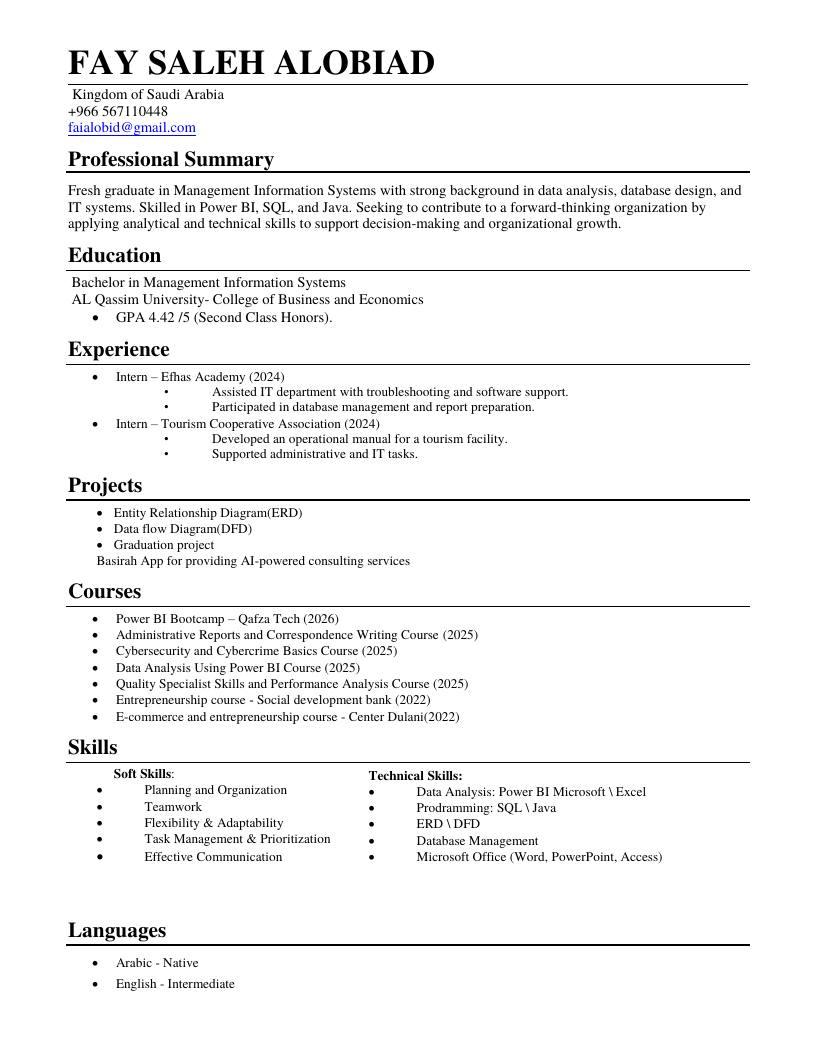 FAY SALEH ALOBIAD
Kingdom of Saudi Arabia
+966 567110448
faialobid@gmail.com
Professional Summary
Fresh graduate in Management Information Systems with strong background in data analysis, database design, and
IT systems. Skilled in Power BI, SQL, and Java. Seeking to contribute to a forward-thinking organization by
applying analytical and technical skills to support decision-making and organizational growth.
Education
Bachelor in Management Information Systems
AL Qassim University- College of Business and Economics
• GPA 4.42 /5 (Second Class Honors).
Experience
• Intern – Efhas Academy (2024)
• Assisted IT department with troubleshooting and software support.
• Participated in database management and report preparation.
• Intern – Tourism Cooperative Association (2024)
• Developed an operational manual for a tourism facility.
• Supported administrative and IT tasks.
Projects
• Entity Relationship Diagram(ERD)
• Data flow Diagram(DFD)
• Graduation project
Basirah App for providing AI-powered consulting services
Courses
• Power BI Bootcamp – Qafza Tech (2026)
• Administrative Reports and Correspondence Writing Course (2025)
• Cybersecurity and Cybercrime Basics Course (2025)
• Data Analysis Using Power BI Course (2025)
• Quality Specialist Skills and Performance Analysis Course (2025)
• Entrepreneurship course - Social development bank (2022)
• E-commerce and entrepreneurship course - Center Dulani(2022)
Skills
Soft Skills:
• Planning and Organization
• Teamwork
• Flexibility & Adaptability
• Task Management & Prioritization
• Effective Communication
Technical Skills:
• Data Analysis: Power BI Microsoft \ Excel
• Prodramming: SQL \ Java
• ERD \ DFD
• Database Management
• Microsoft Office (Word, PowerPoint, Access)
Languages
• Arabic - Native
• English - Intermediate